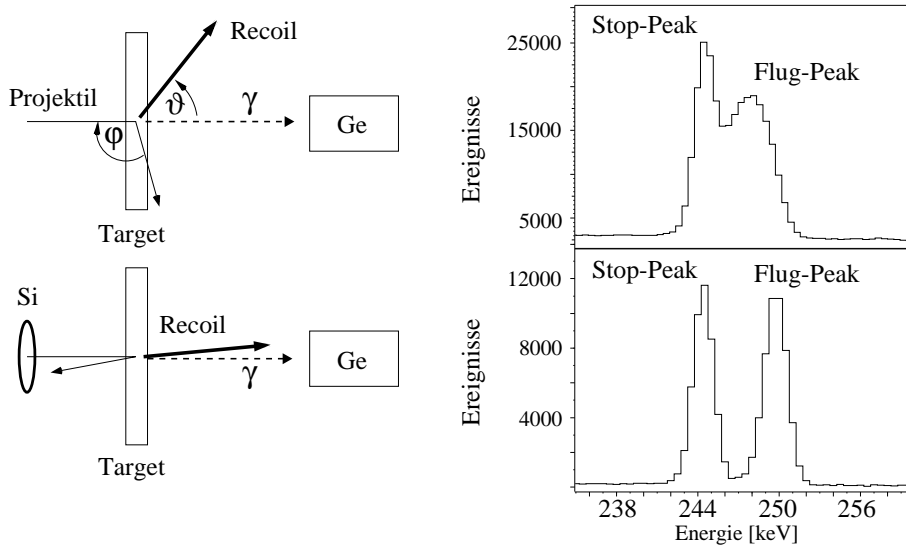 Recoil
Projektil
φ
ϑ
γ
Ge
Target
Si
Recoil
γ
Ge
Target
Stop-Peak
Flug-Peak
Ereignisse
25000
15000
5000
Stop-Peak
Flug-Peak
Ereignisse
12000
8000
4000
238 244 250 256
Energie [keV]